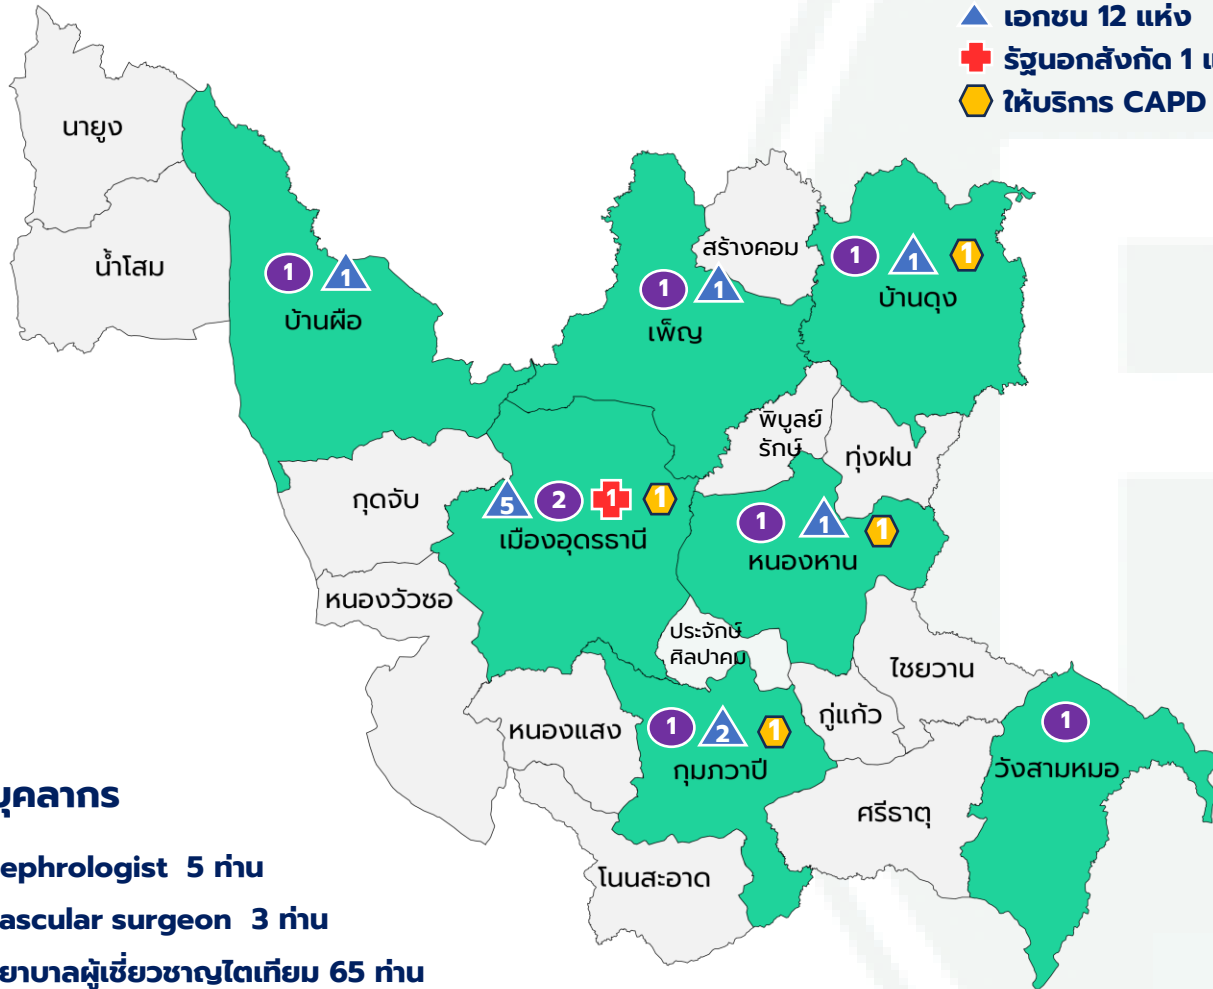 เอกชน 12 แห่ง
รัฐนอกสังกัด 1
ให้บริการ CAPD
นายูง
น้ำโสม
1 1
บ้านผือ
สร้างคอม
1 1
เพ็ญ
1 1 1
บ้านดุง
พิบูลย์
รักษ์
ทุ่งฝน
กุดจับ
5 2 1 1
เมืองอุดรธานี
1 1 1
หนองหาน
หนองวัวซอ
ประจักษ์
ศิลปาคม
ไชยวาน
หนองแสง
1 2 1
กุมภวาปี
กู่แก้ว
1
วังสามหมอ
ศรีธาตุ
โนนสะอาด
บุคลากร
ephrologist 5 ท่าน
ascular surgeon 3 ท่าน
ยาบาลผู้เชี่ยวชาญไตเทียม 65 ท่าน